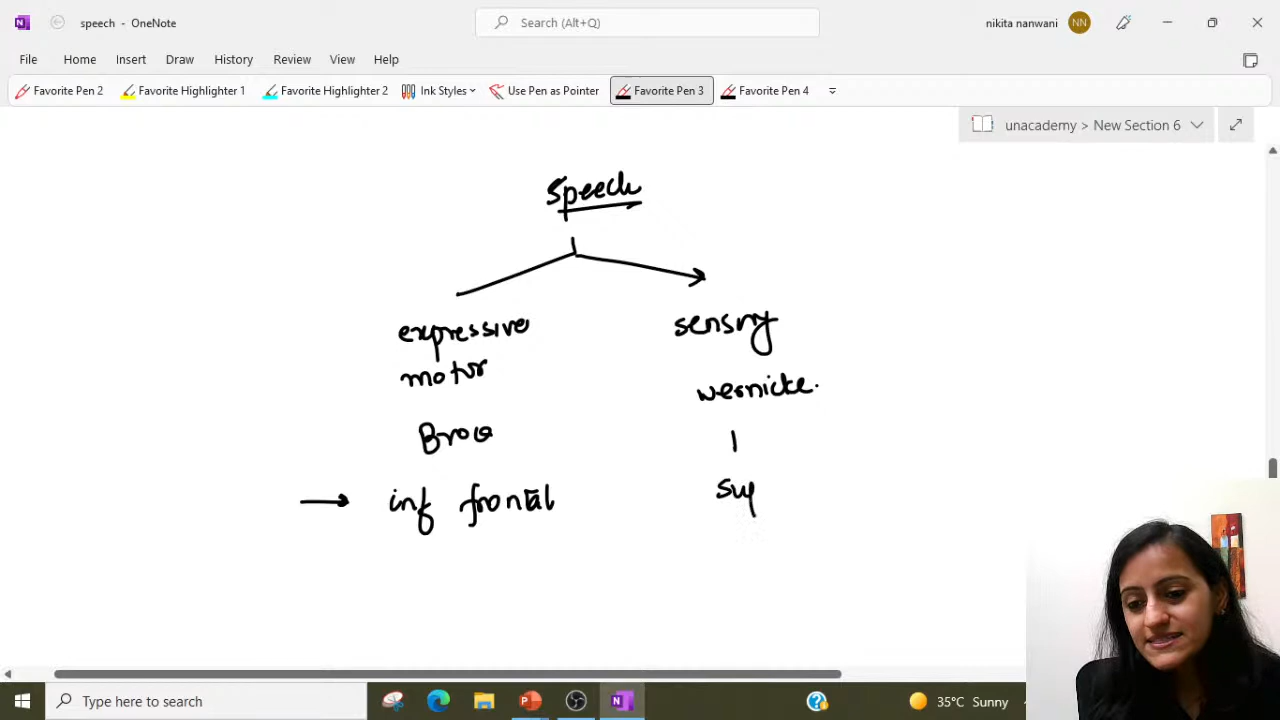 speech - OneNote
Search (Alt+Q)
nikita nanwani NN
File Home Insert Draw History Review View Help
Favorite Pen 2 Favorite Highlighter 1 Favorite Highlighter 2 Ink Styles Use Pen as Pointer Favorite Pen 3 Favorite Pen 4
unacademy > New Section 6
speech
expressive
sensory
motor
wernicke.
Broca
inf frontal
sup
Type here to search
35°C Sunny